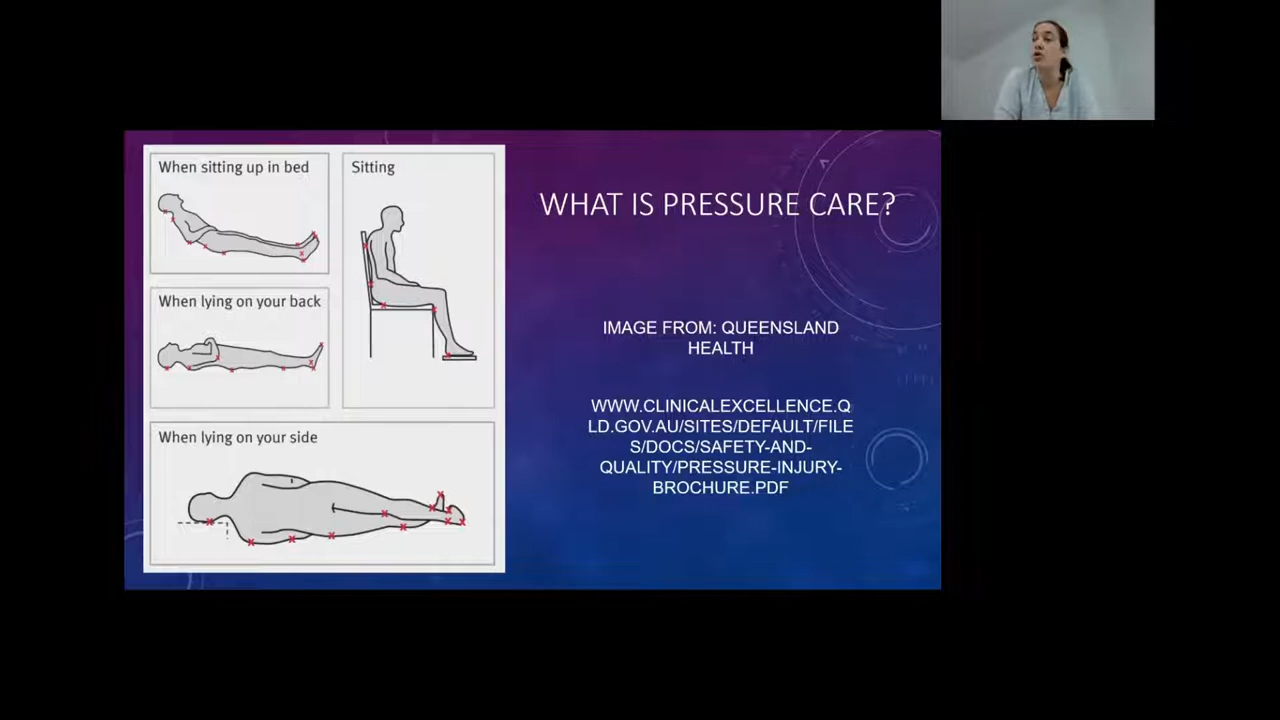 When sitting up in bed
Sitting
When lying on your back
When lying on your side
WHAT IS PRESSURE CARE?
IMAGE FROM: QUEENSLAND
HEALTH
WWW.CLINICALEXCELLENCE.Q
LD.GOV.AU/SITES/DEFAULT/FILE
S/DOCS/SAFETY-AND-
QUALITY/PRESSURE-INJURY-
BROCHURE.PDF